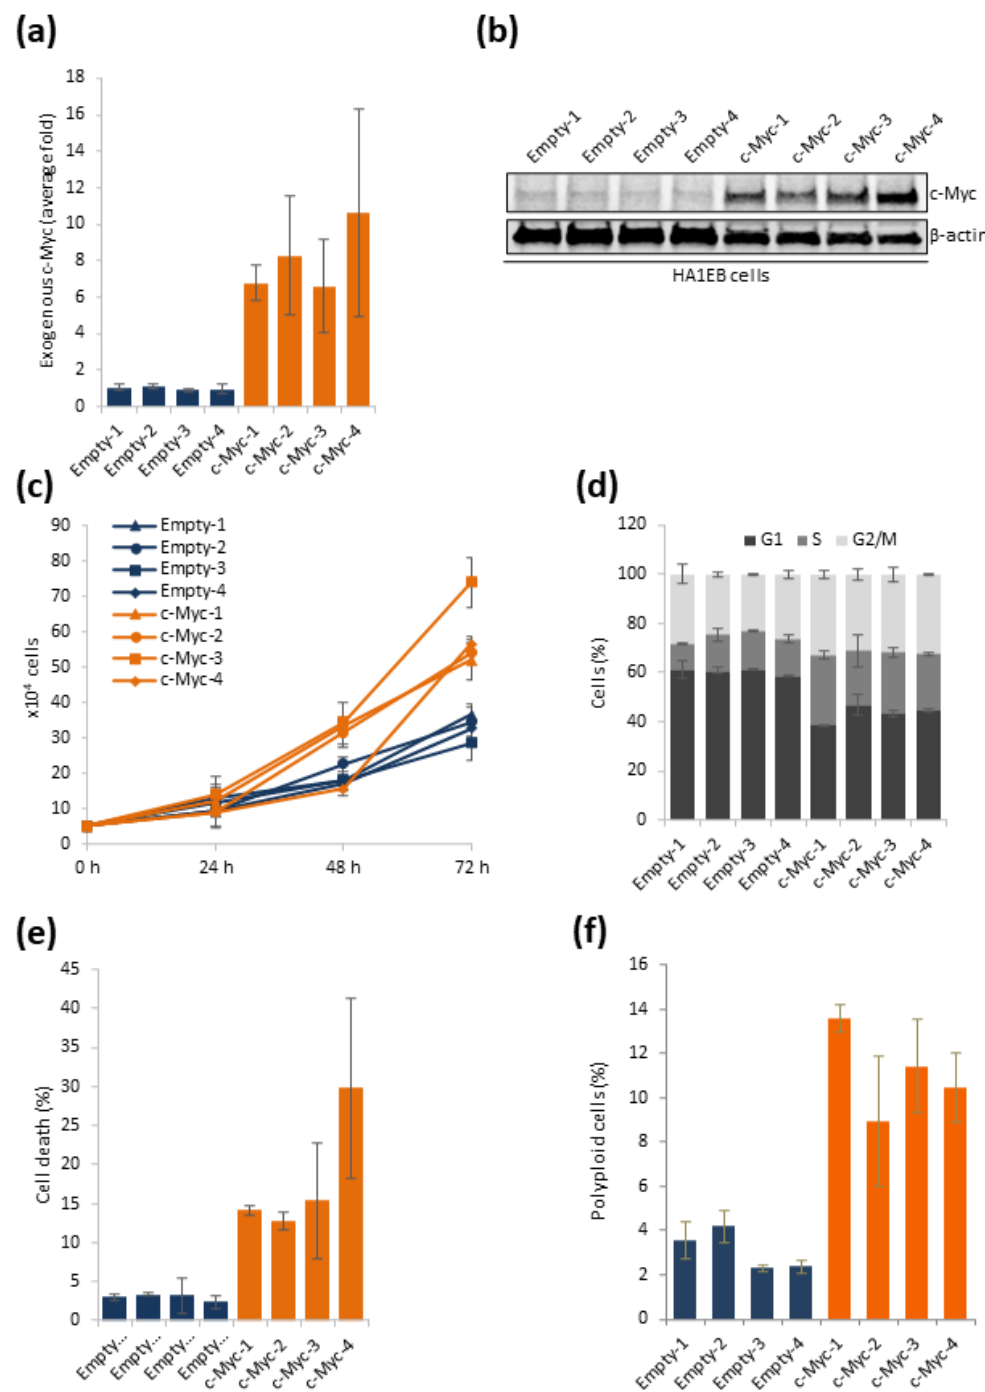 (a)
Exogenous c-Myc (average fold)
18
16
14
12
10
8
6
4
2
0
Empty-1
Empty-2
Empty-3
Empty-4
c-Myc-1
c-Myc-2
c-Myc-3
c-Myc-4
(b)
Empty-1
Empty-2
Empty-3
Empty-4
c-Myc-1
c-Myc-2
c-Myc-3
c-Myc-4
c-Myc
β-actin
HA1EB cells
(c)
x10⁴ cells
90
80
70
60
50
40
30
20
10
0
Empty-1
Empty-2
Empty-3
Empty-4
c-Myc-1
c-Myc-2
c-Myc-3
c-Myc-4
0 h
24 h
48 h
72 h
(d)
Cells (%)
120
100
80
60
40
20
0
G1 S G2/M
Empty-1
Empty-2
Empty-3
Empty-4
c-Myc-1
c-Myc-2
c-Myc-3
c-Myc-4
(e)
Cell death (%)
45
40
35
30
25
20
15
10
5
0
Empty...
Empty...
Empty...
Empty...
c-Myc-1
c-Myc-2
c-Myc-3
c-Myc-4
(f)
Polyploid cells (%)
16
14
12
10
8
6
4
2
0
Empty-1
Empty-2
Empty-3
Empty-4
c-Myc-1
c-Myc-2
c-Myc-3
c-Myc-4